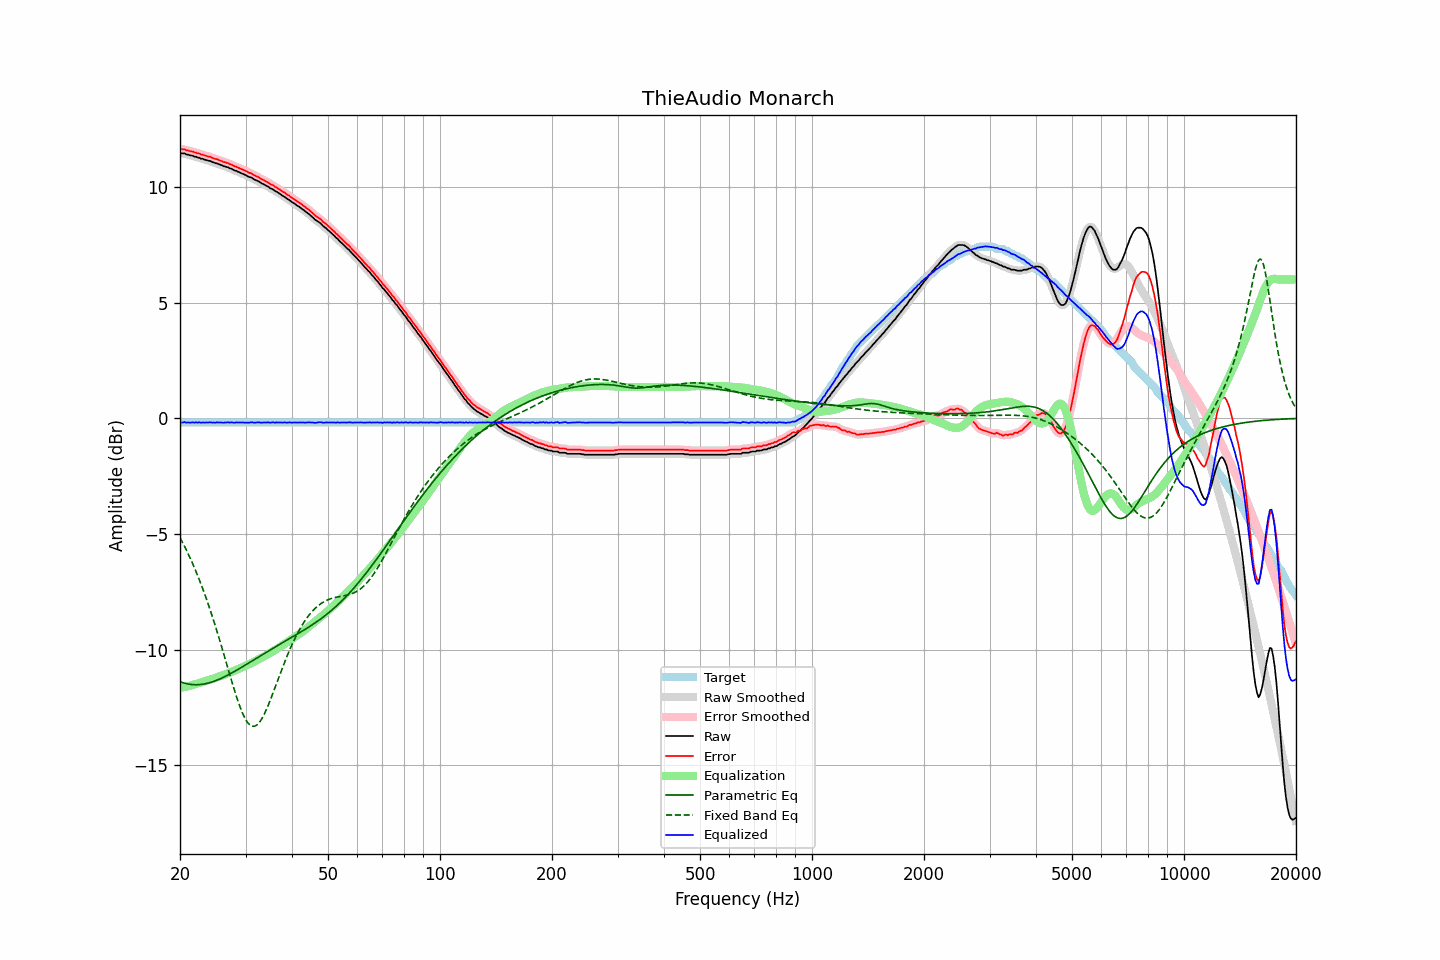 ThieAudio Monarch
10
5
0
−5
−10
−15
Amplitude (dBr)
20
50
100
200
500
1000
2000
5000
10000
20000
Frequency (Hz)
Target
Raw Smoothed
Error Smoothed
Raw
Error
Equalization
Parametric Eq
Fixed Band Eq
Equalized